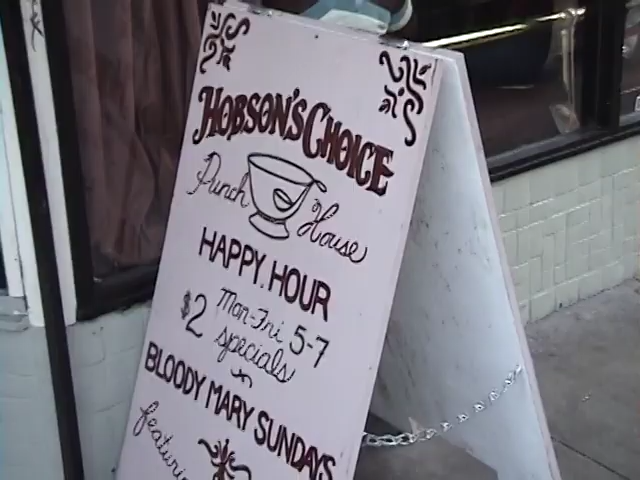 HOBSON'S CHOICE
Punch House
HAPPY HOUR
Mon-Fri 5-7
$2 specials
BLOODY MARY SUNDAYS